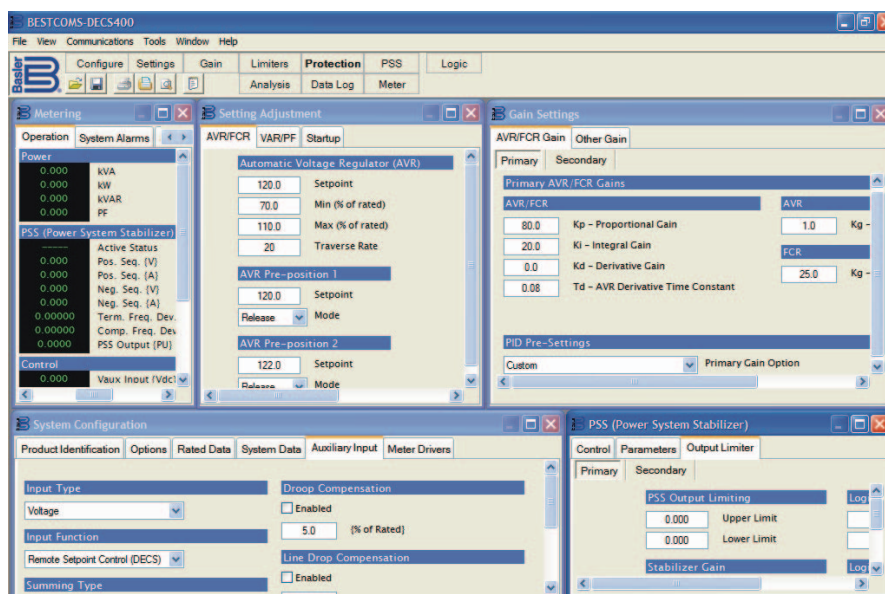 BESTCOMS-DECS400
File View Communications Tools Window Help
Basler
Configure Settings Gain Limiters Protection PSS Logic
Analysis Data Log Meter
Metering
Operation System Alarms
Power
0.000 kVA
0.000 kW
0.000 kVAR
0.000 PF
PSS (Power System Stabilizer)
----- Active Status
0.000 Pos. Seq. (V)
0.000 Pos. Seq. (A)
0.000 Neg. Seq. (V)
0.000 Neg. Seq. (A)
0.00000 Term. Freq. Dev.
0.00000 Comp. Freq. Dev
0.000 PSS Output (PU)
Control
0.000 Vaux Input (Vdc)
Setting Adjustment
AVR/FCR VAR/PF Startup
Automatic Voltage Regulator (AVR)
120.0 Setpoint
70.0 Min (% of rated)
110.0 Max (% of rated)
20 Traverse Rate
AVR Pre-position 1
120.0 Setpoint
Release Mode
AVR Pre-position 2
122.0 Setpoint
Release Mode
Gain Settings
AVR/FCR Gain Other Gain
Primary Secondary
Primary AVR/FCR Gains
AVR/FCR
80.0 Kp - Proportional Gain
20.0 Ki - Integral Gain
0.0 Kd - Derivative Gain
0.08 Td - AVR Derivative Time Constant
AVR
1.0 Kg -
FCR
25.0 Kg -
PID Pre-Settings
Custom Primary Gain Option
System Configuration
Product Identification Options Rated Data System Data Auxiliary Input Meter Drivers
Input Type
Voltage
Input Function
Remote Setpoint Control (DECS)
Summing Type
Droop Compensation
Enabled
5.0 (% of Rated)
Line Drop Compensation
Enabled
PSS (Power System Stabilizer)
Control Parameters Output Limiter
Primary Secondary
PSS Output Limiting Log
0.000 Upper Limit
0.000 Lower Limit
Stabilizer Gain Log